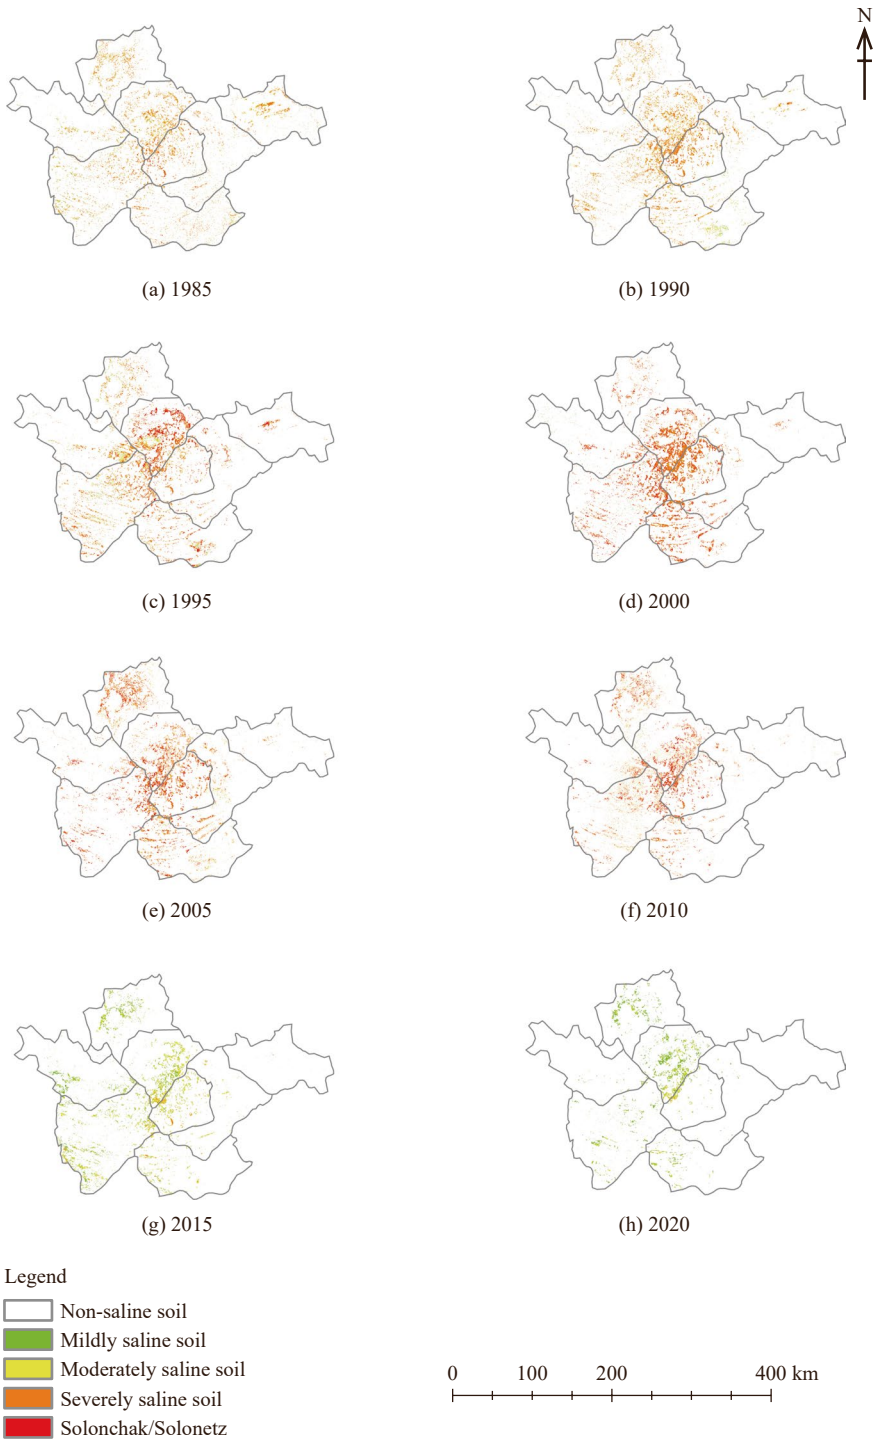 N
(a) 1985
(b) 1990
(c) 1995
(d) 2000
(e) 2005
(f) 2010
(g) 2015
(h) 2020
Legend
Non-saline soil
Mildly saline soil
Moderately saline soil
Severely saline soil
Solonchak/Solonetz
0 100 200 400 km